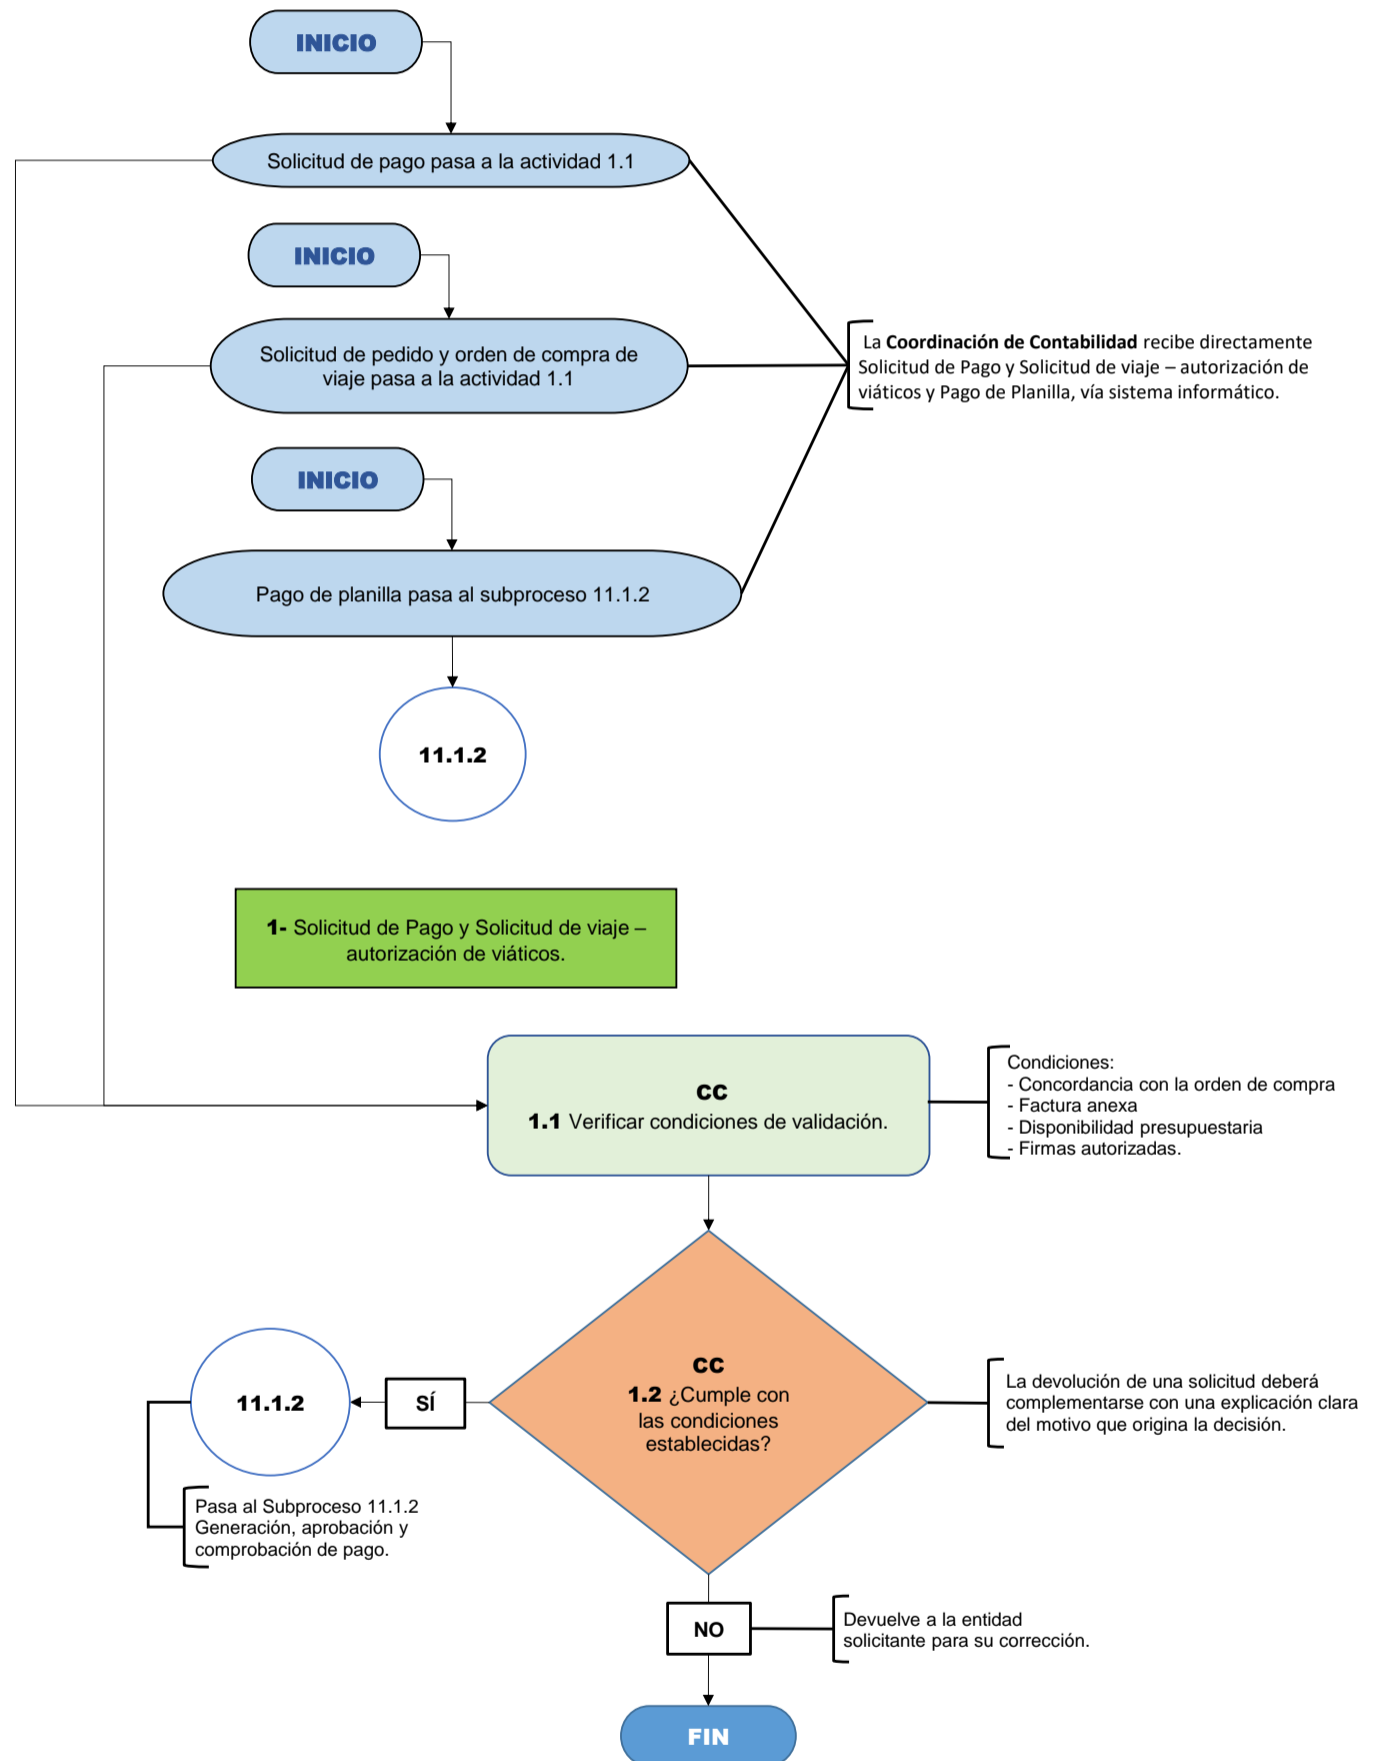 INICIO
Solicitud de pago pasa a la actividad 1.1
INICIO
Solicitud de pedido y orden de compra de
viaje pasa a la actividad 1.1
La Coordinación de Contabilidad recibe directamente
Solicitud de Pago y Solicitud de viaje – autorización de
viáticos y Pago de Planilla, vía sistema informático.
INICIO
Pago de planilla pasa al subproceso 11.1.2
11.1.2
1- Solicitud de Pago y Solicitud de viaje –
autorización de viáticos.
CC
1.1 Verificar condiciones de validación.
Condiciones:
- Concordancia con la orden de compra
- Factura anexa
- Disponibilidad presupuestaria
- Firmas autorizadas.
CC
1.2 ¿Cumple con
las condiciones
establecidas?
La devolución de una solicitud deberá
complementarse con una explicación clara
del motivo que origina la decisión.
SÍ
11.1.2
Pasa al Subproceso 11.1.2
Generación, aprobación y
comprobación de pago.
NO
Devuelve a la entidad
solicitante para su corrección.
FIN